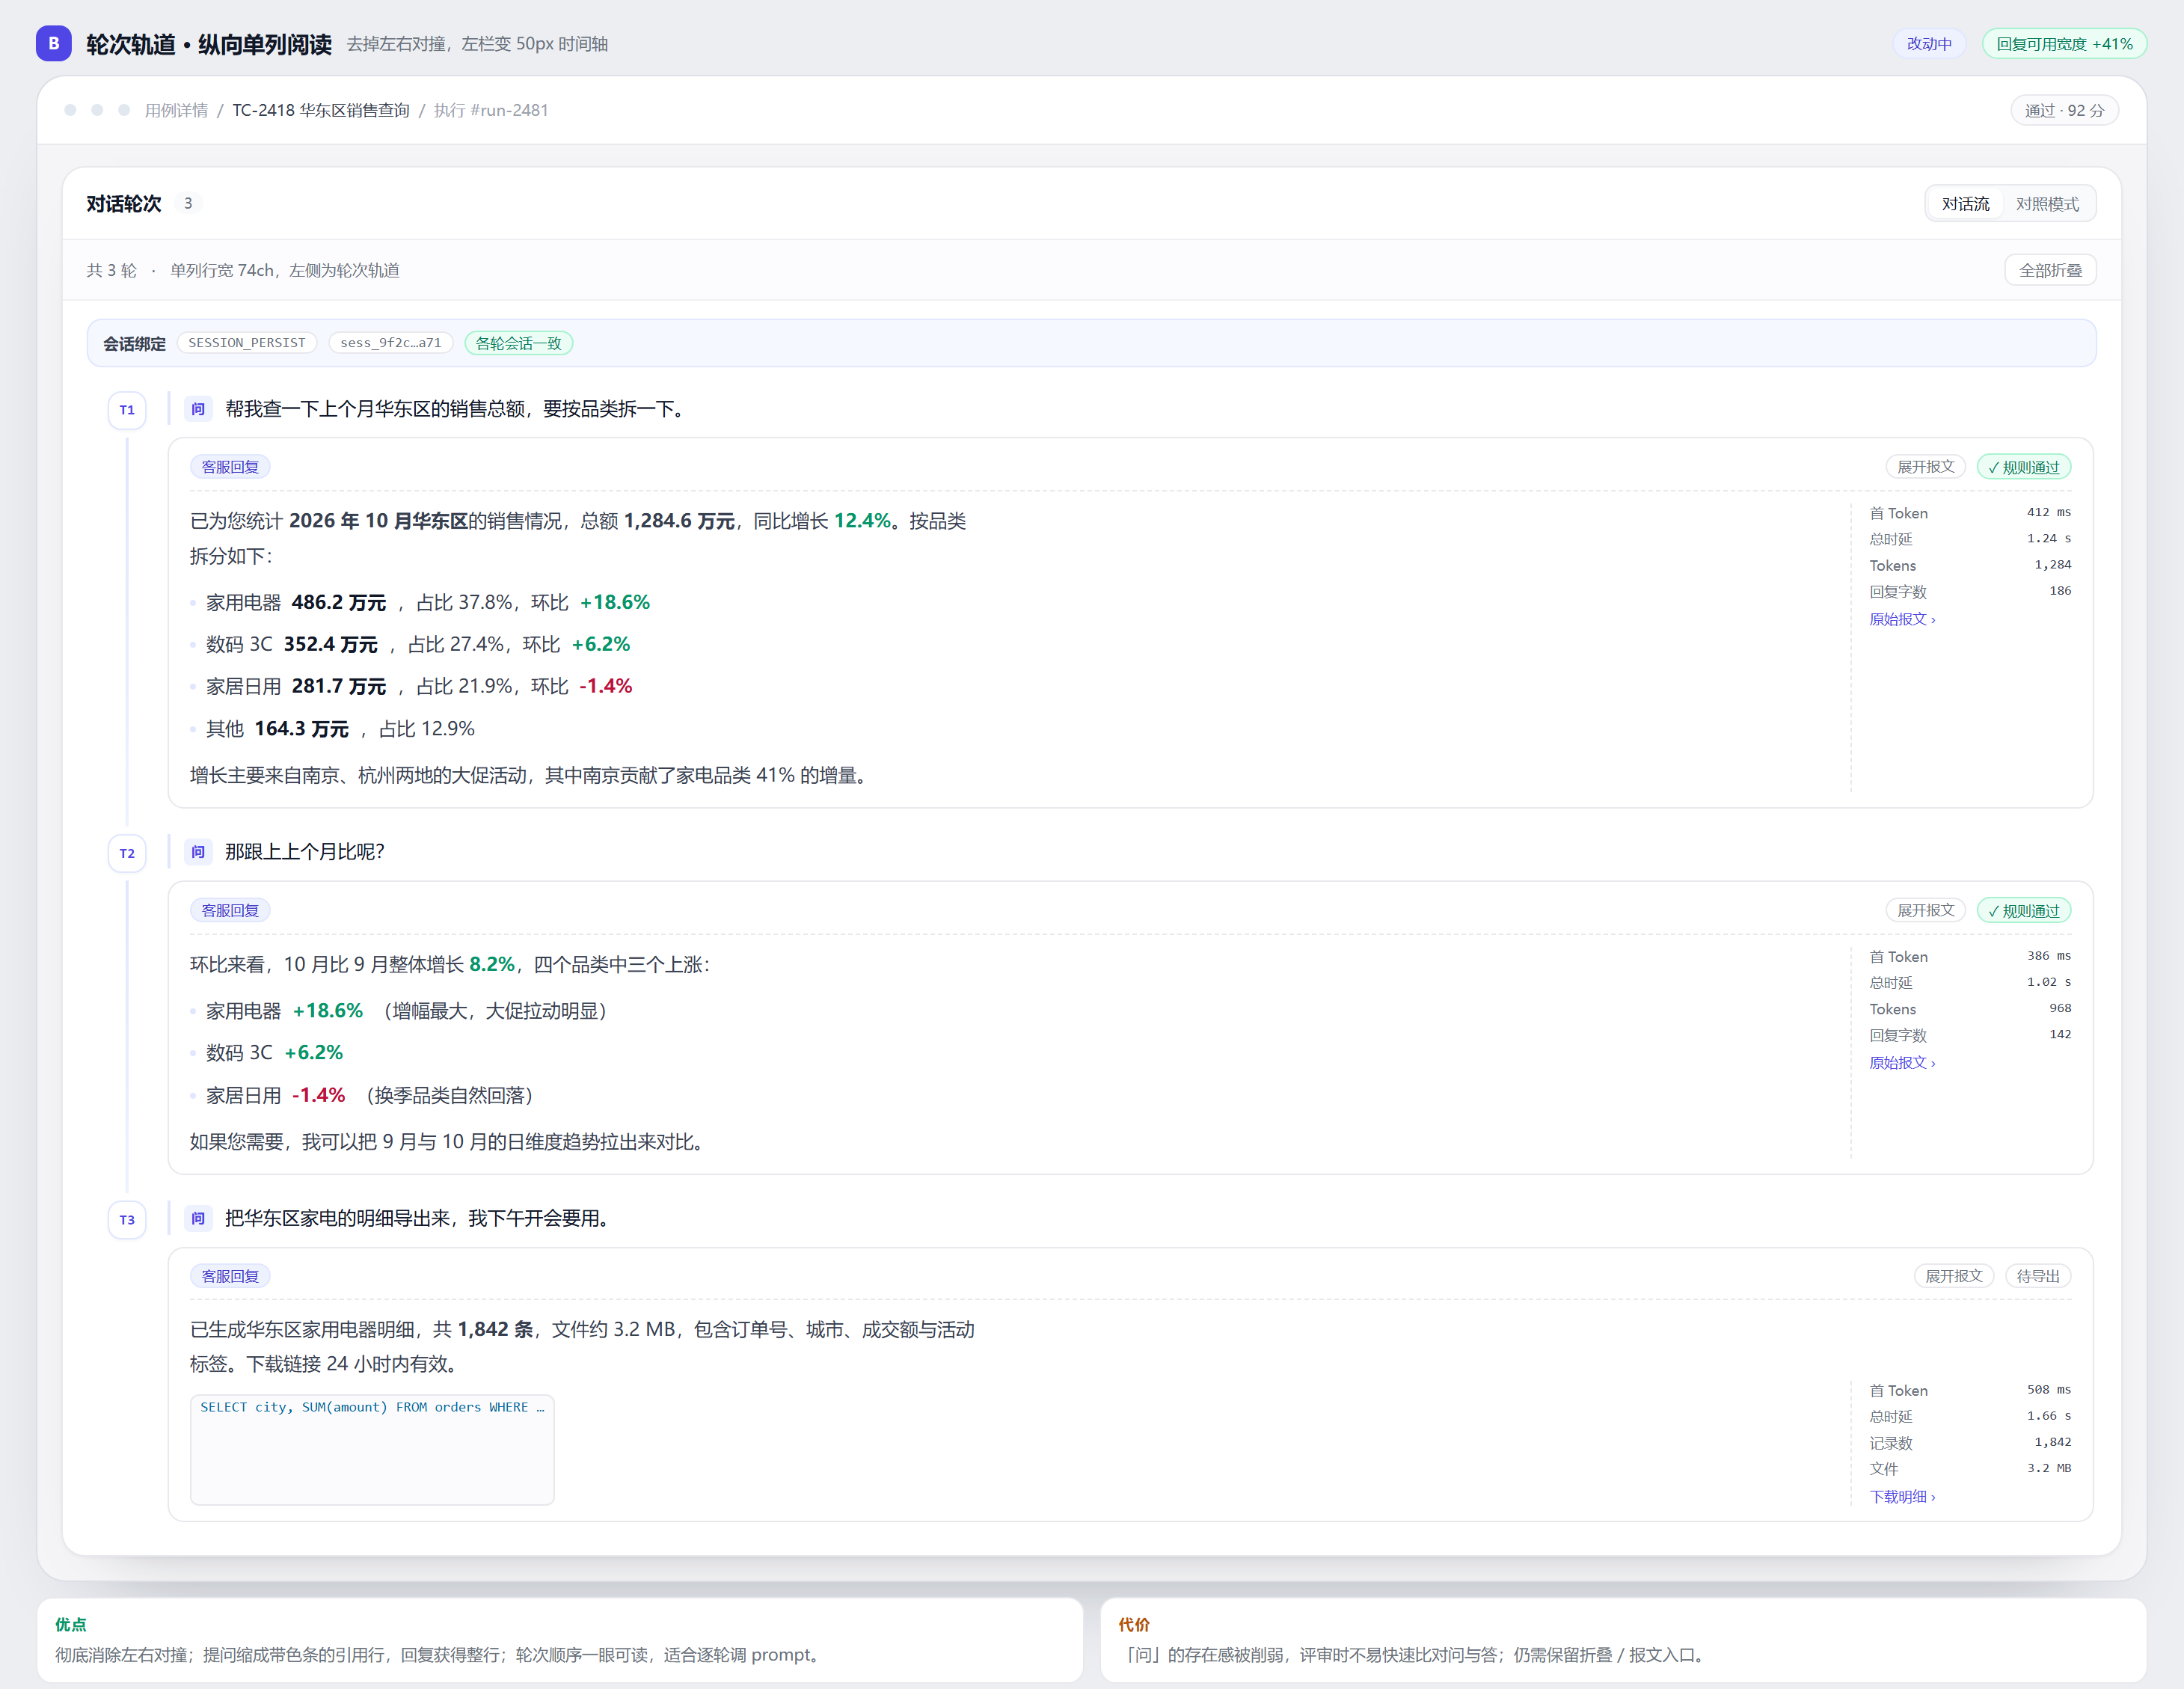 B 轮次轨道 • 纵向单列阅读 去掉左右对撞，左栏变 50px 时间轴 改动中 回复可用宽度 +41%
用例详情 / TC-2418 华东区销售查询 / 执行 #run-2481 通过 · 92 分
对话轮次 3 对话流 对照模式
共 3 轮 · 单列行宽 74ch，左侧为轮次轨道 全部折叠
会话绑定 SESSION_PERSIST sess_9f2c…a71 各轮会话一致
T1 问 帮我查一下上个月华东区的销售总额，要按品类拆一下。
客服回复 展开报文 ✓ 规则通过
已为您统计 2026 年 10 月华东区的销售情况，总额 1,284.6 万元，同比增长 12.4%。按品类
拆分如下：
家用电器 486.2 万元 ，占比 37.8%，环比 +18.6%
数码 3C 352.4 万元 ，占比 27.4%，环比 +6.2%
家居日用 281.7 万元 ，占比 21.9%，环比 -1.4%
其他 164.3 万元 ，占比 12.9%
增长主要来自南京、杭州两地的大促活动，其中南京贡献了家电品类 41% 的增量。
首 Token 412 ms
总时延 1.24 s
Tokens 1,284
回复字数 186
原始报文 ›
T2 问 那跟上上个月比呢？
客服回复 展开报文 ✓ 规则通过
环比来看，10 月比 9 月整体增长 8.2%，四个品类中三个上涨：
家用电器 +18.6% （增幅最大，大促拉动明显）
数码 3C +6.2%
家居日用 -1.4% （换季品类自然回落）
如果您需要，我可以把 9 月与 10 月的日维度趋势拉出来对比。
首 Token 386 ms
总时延 1.02 s
Tokens 968
回复字数 142
原始报文 ›
T3 问 把华东区家电的明细导出来，我下午开会要用。
客服回复 展开报文 待导出
已生成华东区家用电器明细，共 1,842 条，文件约 3.2 MB，包含订单号、城市、成交额与活动
标签。下载链接 24 小时内有效。
SELECT city, SUM(amount) FROM orders WHERE …
首 Token 508 ms
总时延 1.66 s
记录数 1,842
文件 3.2 MB
下载明细 ›
优点
彻底消除左右对撞；提问缩成带色条的引用行，回复获得整行；轮次顺序一眼可读，适合逐轮调 prompt。
代价
「问」的存在感被削弱，评审时不易快速比对问与答；仍需保留折叠 / 报文入口。